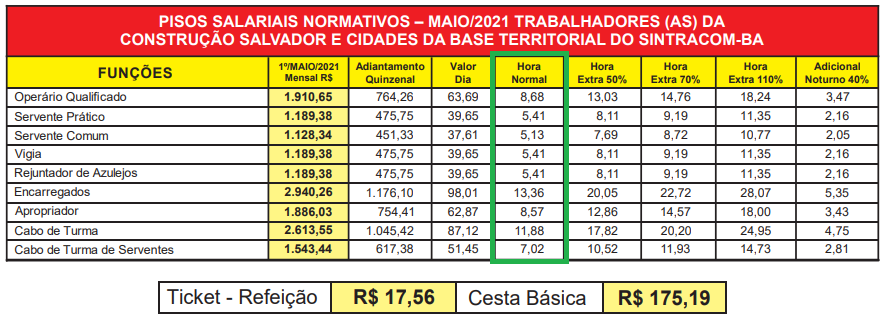 PISOS SALARIAIS NORMATIVOS – MAIO/2021 TRABALHADORES (AS) DA
CONSTRUÇÃO SALVADOR E CIDADES DA BASE TERRITORIAL DO SINTRACOM-BA
FUNÇÕES 1º/MAIO/2021 Mensal R$ Adiantamento Quinzenal Valor Dia Hora Normal Hora Extra 50% Hora Extra 70% Hora Extra 110% Adicional Noturno 40%
Operário Qualificado 1.910,65 764,26 63,69 8,68 13,03 14,76 18,24 3,47
Servente Prático 1.189,38 475,75 39,65 5,41 8,11 9,19 11,35 2,16
Servente Comum 1.128,34 451,33 37,61 5,13 7,69 8,72 10,77 2,05
Vigia 1.189,38 475,75 39,65 5,41 8,11 9,19 11,35 2,16
Rejuntador de Azulejos 1.189,38 475,75 39,65 5,41 8,11 9,19 11,35 2,16
Encarregados 2.940,26 1.176,10 98,01 13,36 20,05 22,72 28,07 5,35
Apropriador 1.886,03 754,41 62,87 8,57 12,86 14,57 18,00 3,43
Cabo de Turma 2.613,55 1.045,42 87,12 11,88 17,82 20,20 24,95 4,75
Cabo de Turma de Serventes 1.543,44 617,38 51,45 7,02 10,52 11,93 14,73 2,81
Ticket - Refeição R$ 17,56 Cesta Básica R$ 175,19